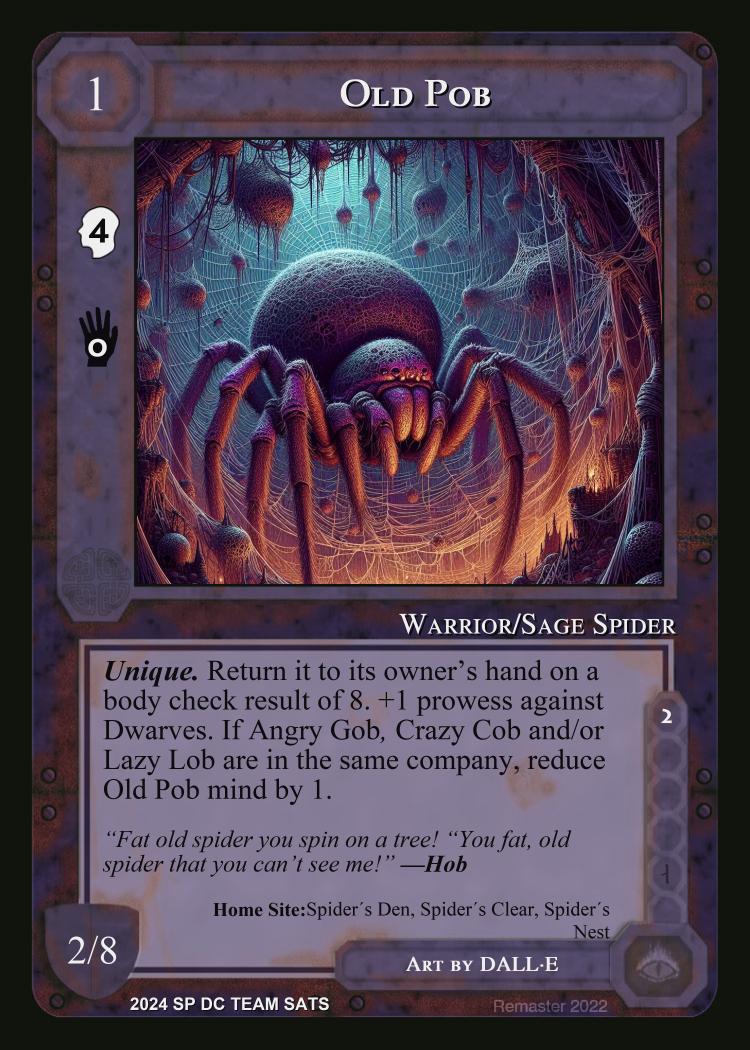 1
Old Pob
4
0
Warrior/Sage Spider
Unique. Return it to its owner's hand on a
body check result of 8. +1 prowess against
Dwarves. If Angry Gob, Crazy Cob and/or
Lazy Lob are in the same company, reduce
Old Pob mind by 1.
2
“Fat old spider you spin on a tree! “You fat, old
spider that you can't see me!” —Hob
Home Site:Spider´s Den, Spider´s Clear, Spider´s
Nest
2/8
Art by DALL·E
2024 SP DC TEAM SATS
Remaster 2022